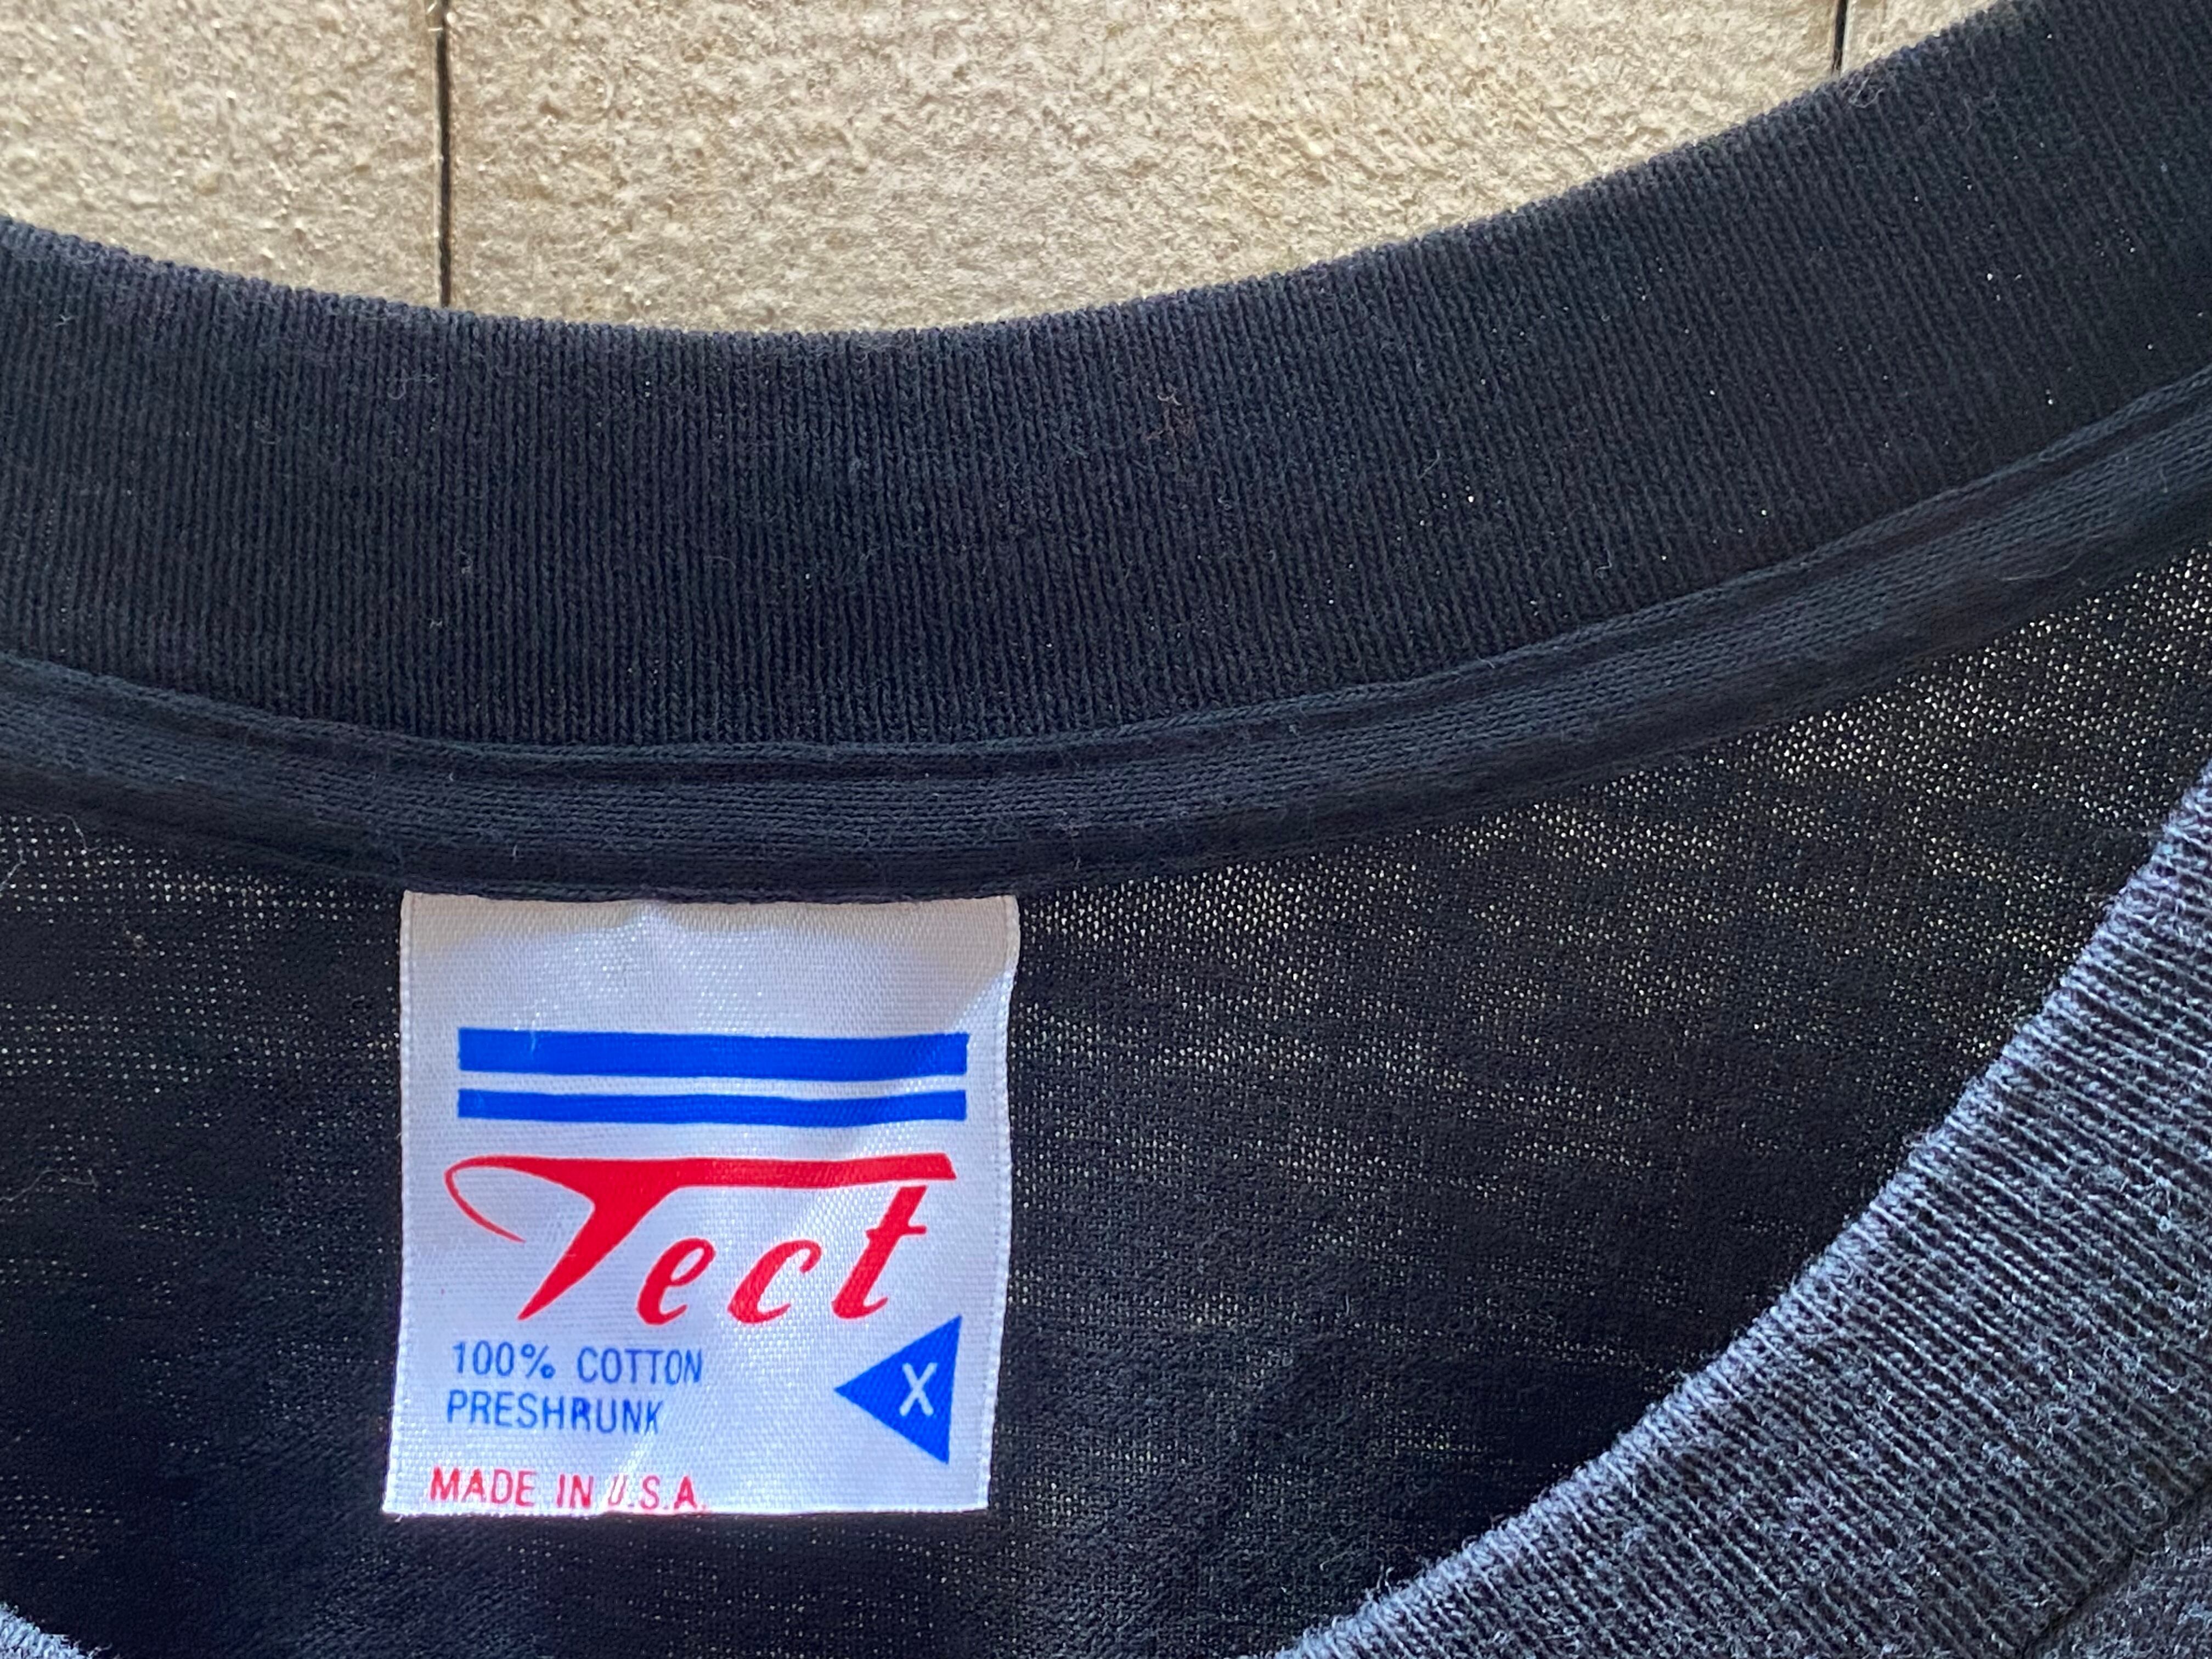 Tect
100% COTTON
PRESHRUNK
X
MADE IN U.S.A.